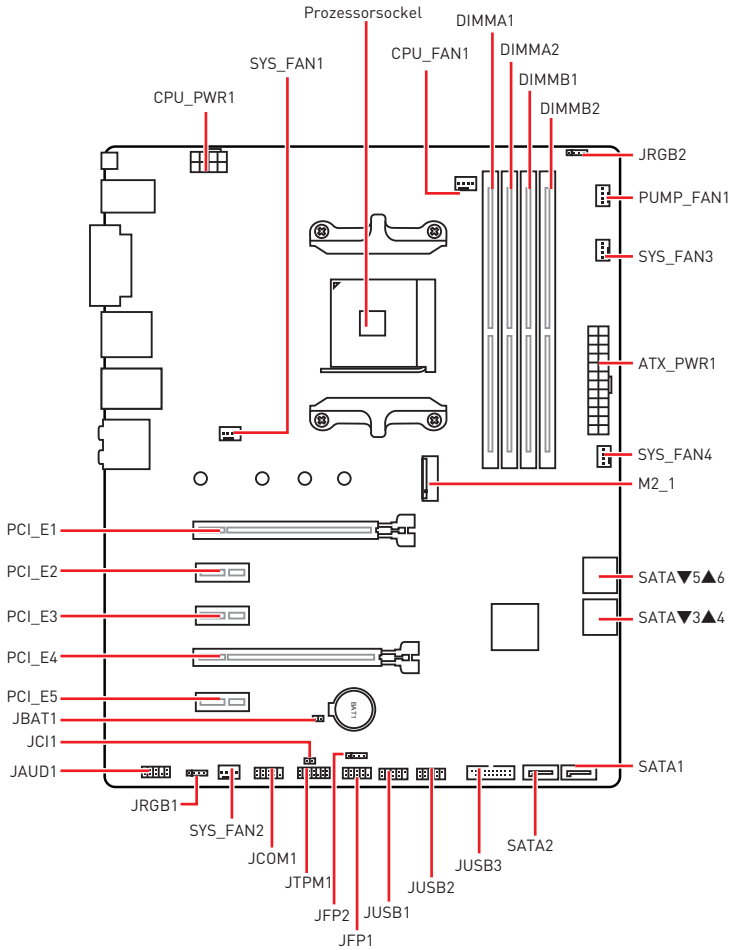 Prozessorsockel
DIMMA1
DIMMA2
DIMMB1
DIMMB2
CPU_FAN1
SYS_FAN1
CPU_PWR1
JRGB2
PUMP_FAN1
SYS_FAN3
ATX_PWR1
SYS_FAN4
M2_1
PCI_E1
PCI_E2
SATA▼5▲6
PCI_E3
SATA▼3▲4
PCI_E4
PCI_E5
JBAT1
BAT1
JCI1
JAUD1
SATA1
JRGB1
SYS_FAN2
JCOM1
JTPM1
JFP2
JFP1
JUSB1
JUSB2
JUSB3
SATA2